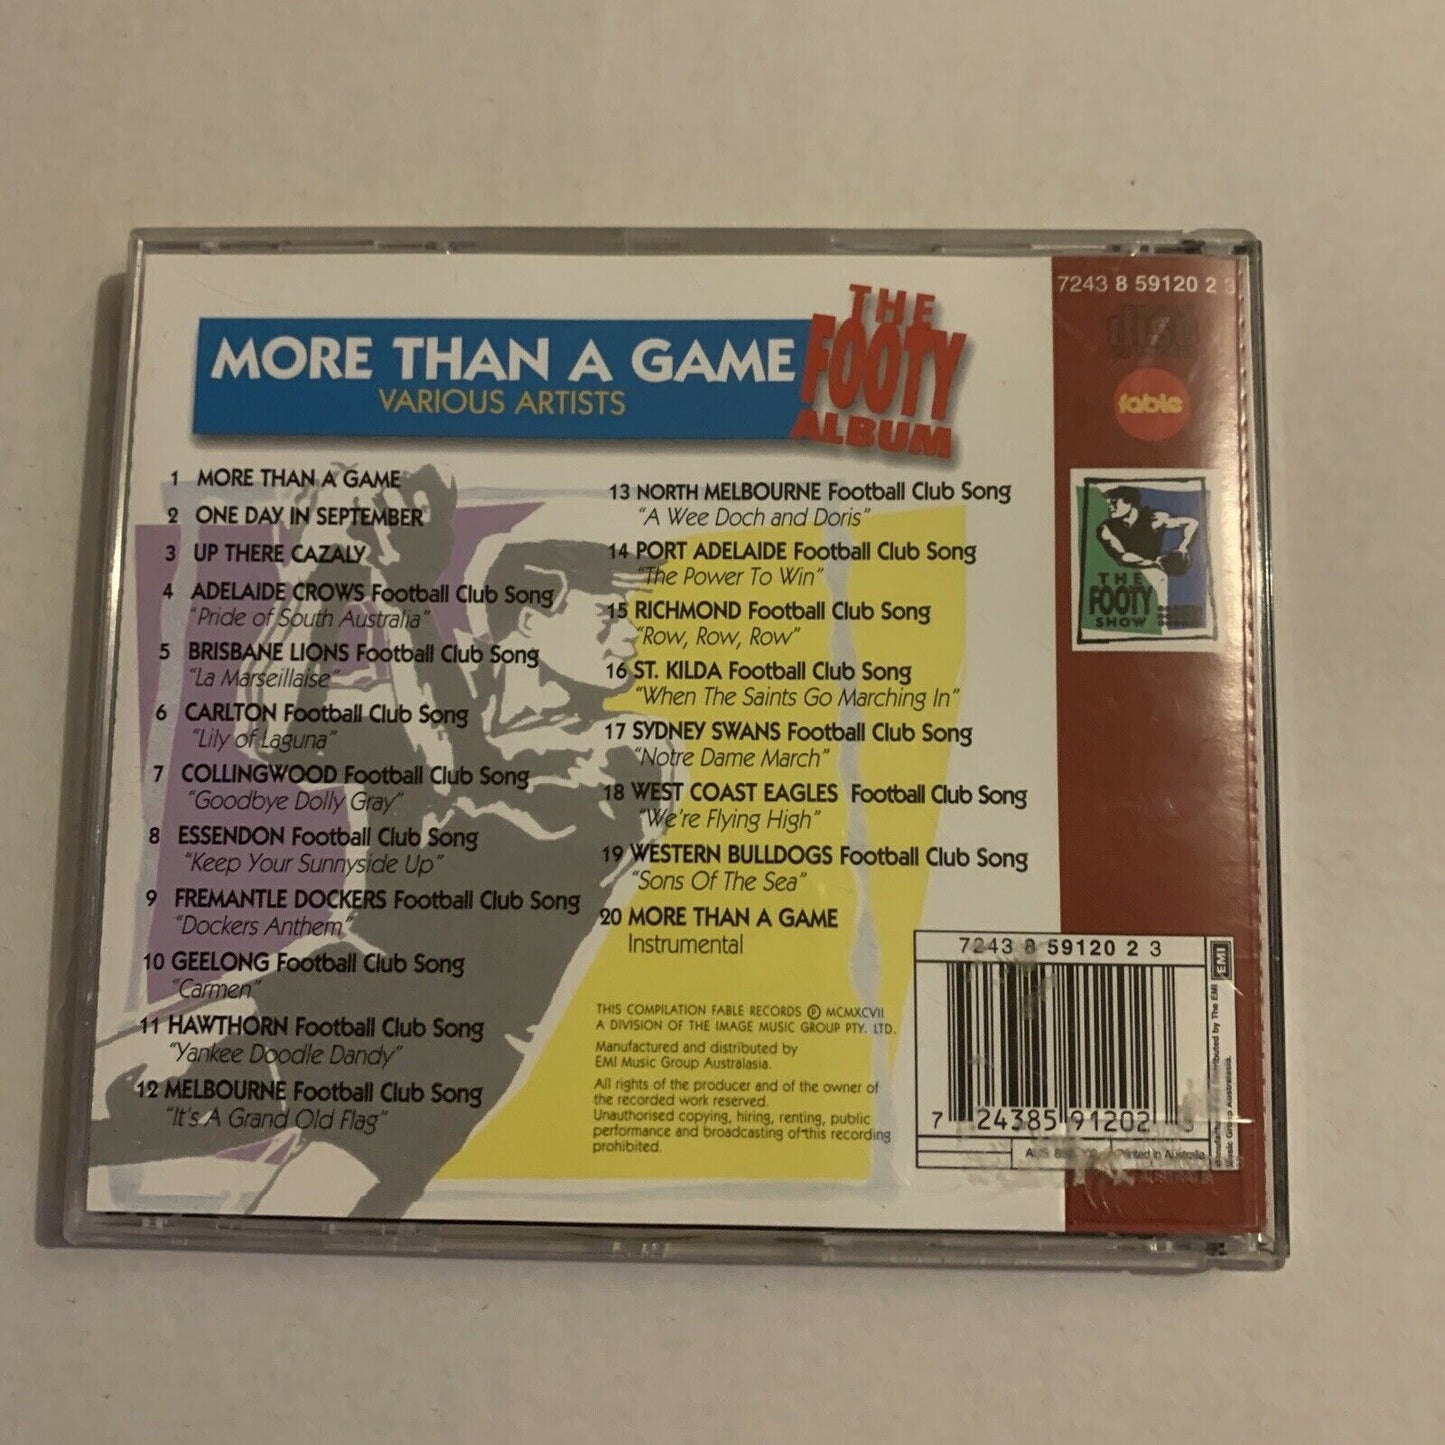 MORE THAN A GAME
VARIOUS ARTISTS
THE
FOOTY
ALBUM
1 MORE THAN A GAME
2 ONE DAY IN SEPTEMBER
3 UP THERE CAZALY
4 ADELAIDE CROWS Football Club Song
"Pride of South Australia"
5 BRISBANE LIONS Football Club Song
"La Marseillaise"
6 CARLTON Football Club Song
"Lily of Laguna"
7 COLLINGWOOD Football Club Song
"Goodbye Dolly Gray"
8 ESSENDON Football Club Song
"Keep Your Sunnyside Up"
9 FREMANTLE DOCKERS Football Club Song
"Dockers Anthem"
10 GEELONG Football Club Song
"Carmen"
11 HAWTHORN Football Club Song
"Yankee Doodle Dandy"
12 MELBOURNE Football Club Song
"It's A Grand Old Flag"
13 NORTH MELBOURNE Football Club Song
"A Wee Doch and Doris"
14 PORT ADELAIDE Football Club Song
"The Power To Win"
15 RICHMOND Football Club Song
"Row, Row, Row"
16 ST. KILDA Football Club Song
"When The Saints Go Marching In"
17 SYDNEY SWANS Football Club Song
"Notre Dame March"
18 WEST COAST EAGLES Football Club Song
"We're Flying High"
19 WESTERN BULLDOGS Football Club Song
"Sons Of The Sea"
20 MORE THAN A GAME
Instrumental
THIS COMPILATION FABLE RECORDS Ⓟ MCMXCVII
A DIVISION OF THE IMAGE MUSIC GROUP PTY. LTD.
Manufactured and distributed by
EMI Music Group Australasia.
All rights of the producer and of the owner of
the recorded work reserved.
Unauthorised copying, hiring, renting, public
performance and broadcasting of this recording
prohibited.
7243 8 59120 2 3
disc
fable
THE
FOOTY
SHOW
7243 8 59120 2 3
EMI
7 24385 91202 3
Printed in Australia
Distributed by The EMI
Music Group Australasia.